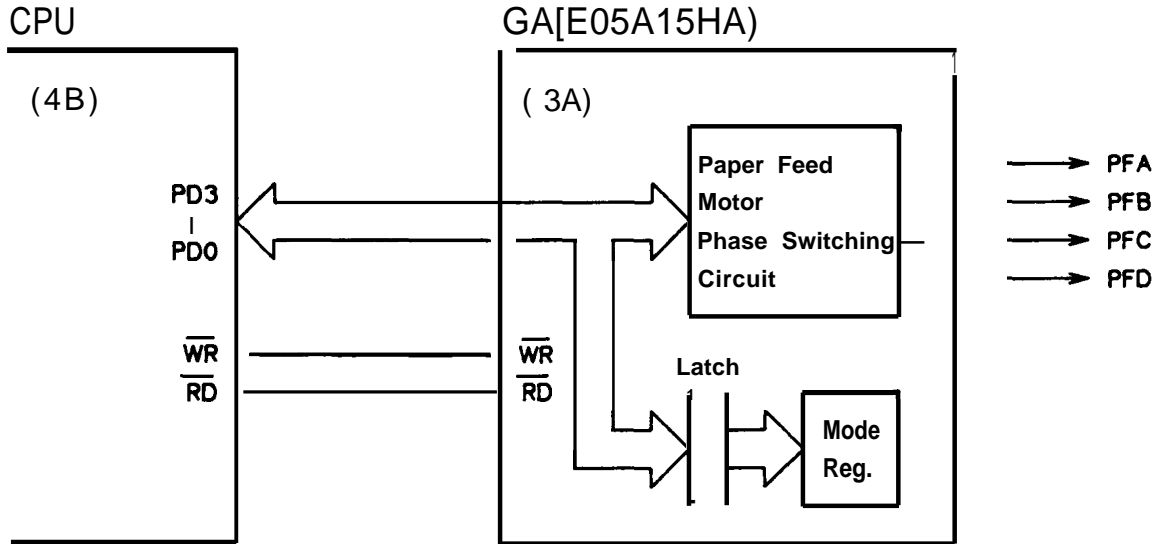 CPU
GA[E05A15HA)
(4B)
( 3A)
Paper Feed
Motor
Phase Switching
Circuit
PD3
|
PD0
PFA
PFB
PFC
PFD
WR
RD
WR
RD
Latch
Mode
Reg.